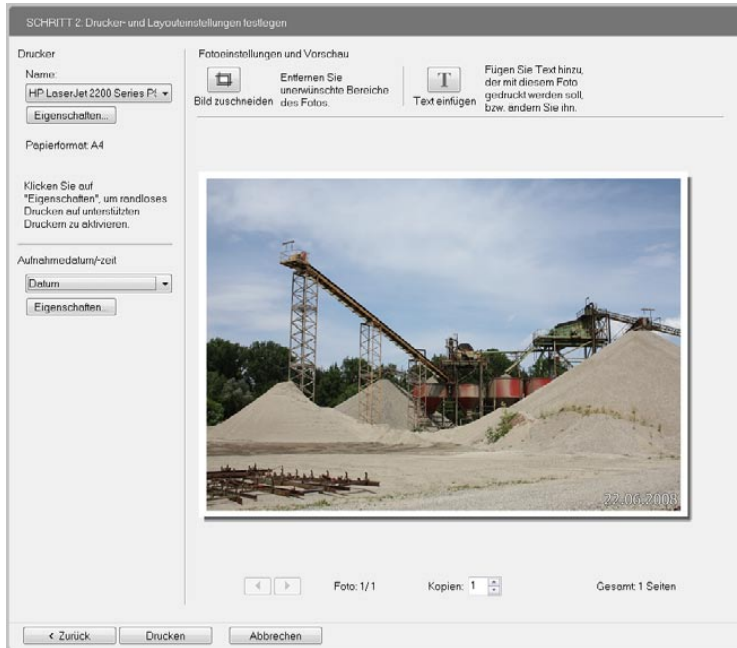 SCHRITT 2: Drucker- und Layouteinstellungen festlegen
Drucker
Name:
HP LaserJet 2200 Series PS
Eigenschaften...
Papierformat: A4
Klicken Sie auf
"Eigenschaften", um randloses
Drucken auf unterstützten
Druckern zu aktivieren.
Aufnahmedatum/-zeit
Datum
Eigenschaften...
Fotoeinstellungen und Vorschau
Bild zuschneiden
Entfernen Sie
unerwünschte Bereiche
des Fotos.
T
Text einfügen
Fügen Sie Text hinzu,
der mit diesem Foto
gedruckt werden soll,
bzw. ändern Sie ihn.
22.06.2008
Foto: 1/1
Kopien: 1
Gesamt: 1 Seiten
< Zurück
Drucken
Abbrechen